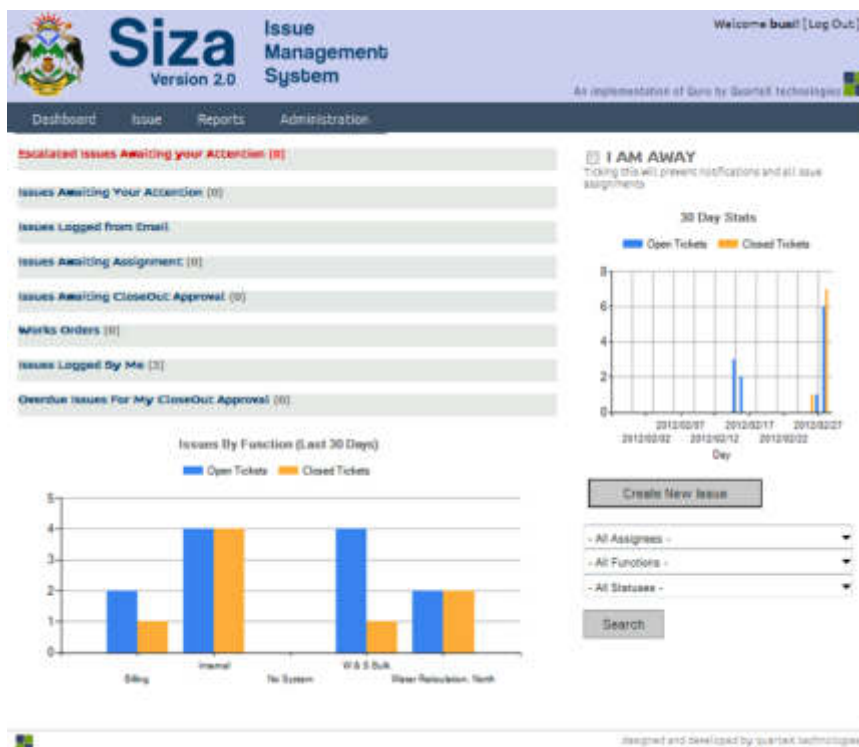 Siza
Version 2.0
Issue
Management
System
Welcome busi! [Log Out]
An implementation of Guro by Quartex technologies
Dashboard Issue Reports Administration
Escalated Issues Awaiting your Attention [0]
Issues Awaiting Your Attention [0]
Issues Logged from Email
Issues Awaiting Assignment [0]
Issues Awaiting CloseOut Approval [0]
Works Orders [0]
Issues Logged By Me [3]
Overdue Issues For My CloseOut Approval [0]
I AM AWAY
Ticking this will prevent notifications and all issue
assignments
30 Day Stats
Open Tickets Closed Tickets
8
6
4
2
0
2012/02/07 2012/02/17 2012/02/27
2012/02/02 2012/02/12 2012/02/22
Day
Issues By Function (Last 30 Days)
Open Tickets Closed Tickets
5
4
3
2
1
0
Internal W & S Bulk
Billing No System Water Reticulation, North
Create New Issue
- All Assignees -
- All Functions -
- All Statuses -
Search
designed and developed by quartex technologies